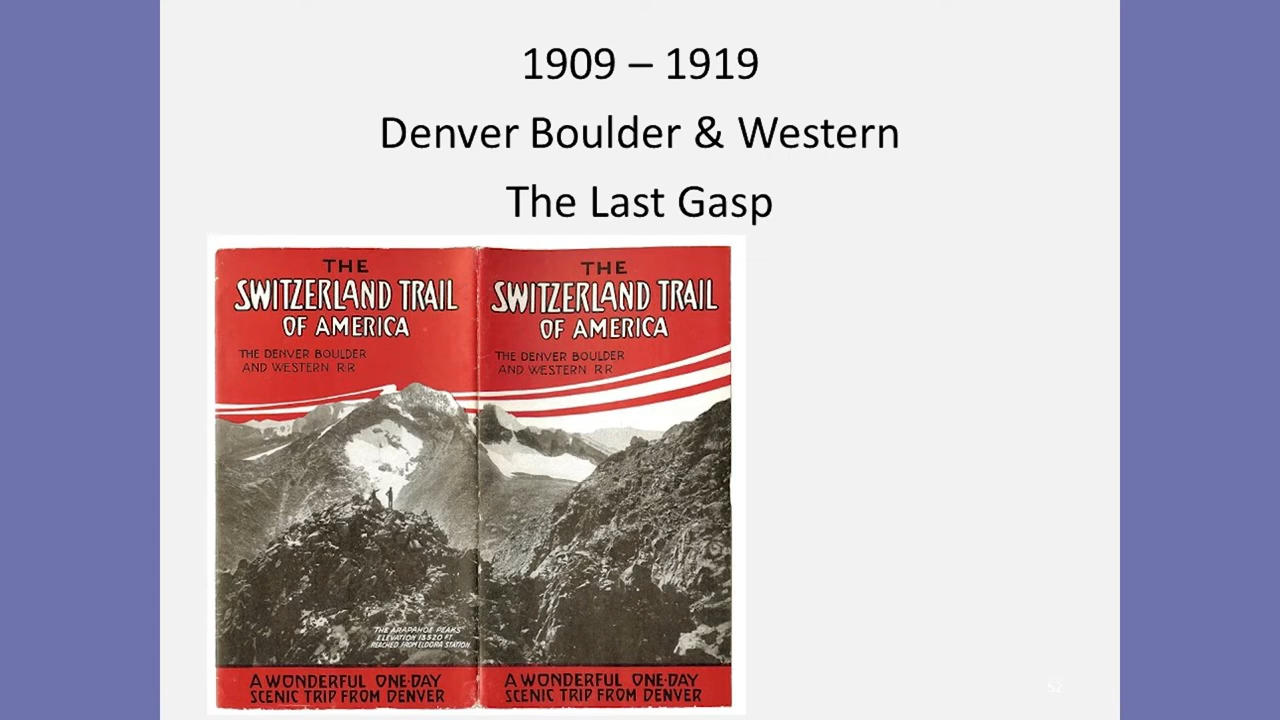 1909 – 1919
Denver Boulder & Western
The Last Gasp
THE
SWITZERLAND TRAIL
OF AMERICA
THE DENVER BOULDER
AND WESTERN R·R
THE ARAPAHOE PEAKS
ELEVATION 13520 FT
REACHED FROM ELDORA STATION
A WONDERFUL ONE-DAY
SCENIC TRIP FROM DENVER
THE
SWITZERLAND TRAIL
OF AMERICA
THE DENVER BOULDER
AND WESTERN R R
A WONDERFUL ONE-DAY
SCENIC TRIP FROM DENVER
52